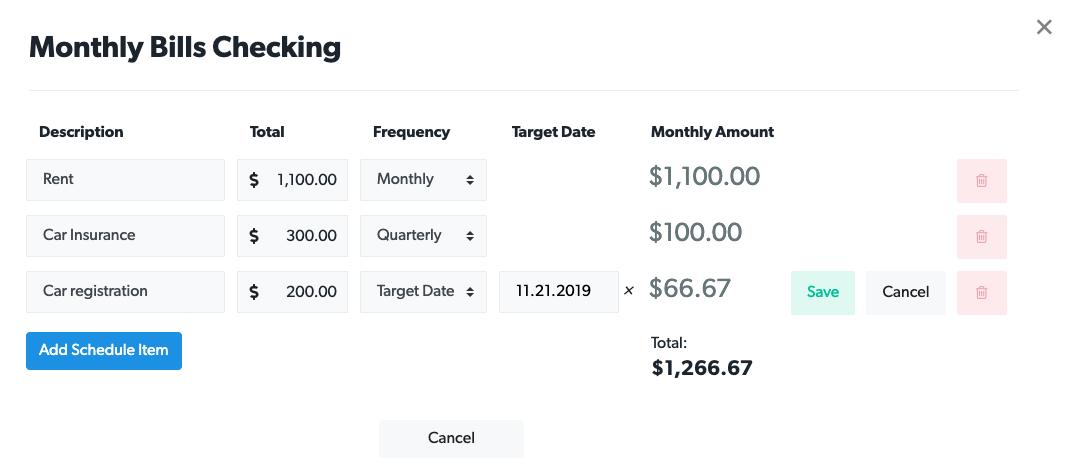 Monthly Bills Checking
Description Total Frequency Target Date Monthly Amount
Rent $ 1,100.00 Monthly $1,100.00
Car Insurance $ 300.00 Quarterly $100.00
Car registration $ 200.00 Target Date 11.21.2019 × $66.67 Save Cancel
Add Schedule Item Total:
$1,266.67
Cancel